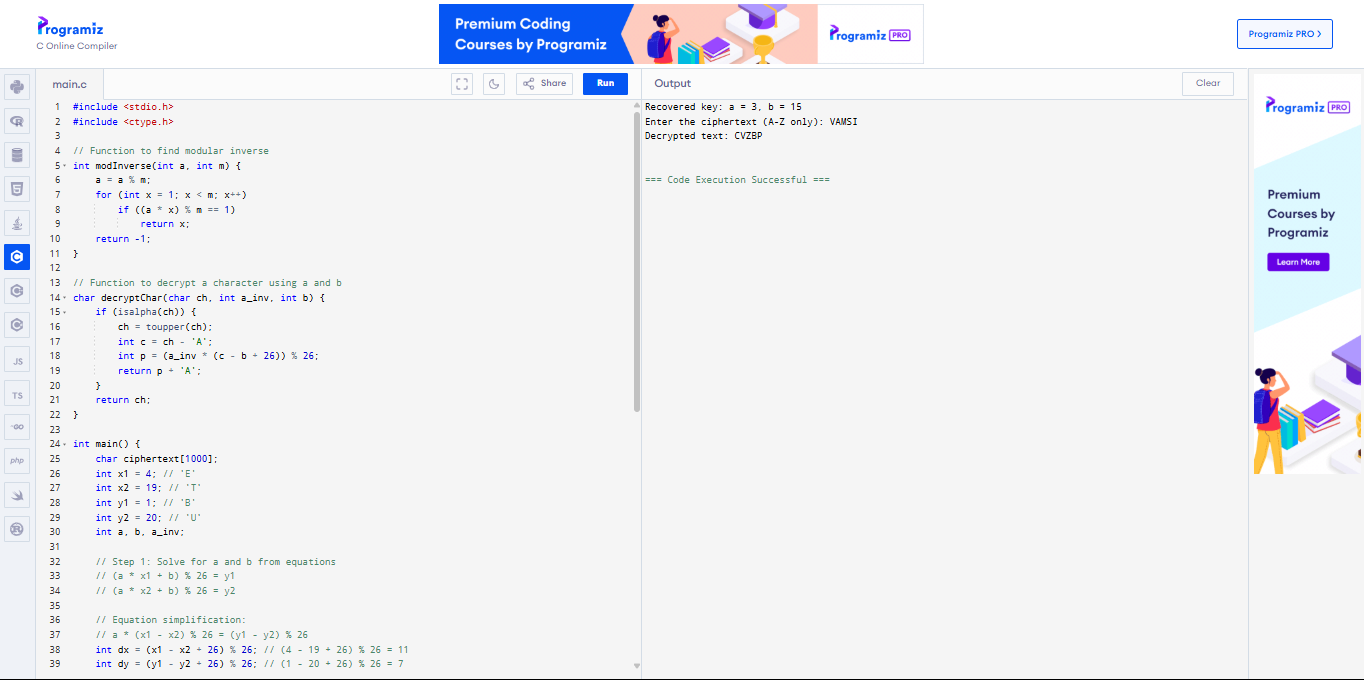 Programiz
C Online Compiler
Premium Coding
Courses by Programiz
Programiz PRO
Programiz PRO >
main.c
Share
Run
Output
Clear
1 #include <stdio.h>
2 #include <ctype.h>
3
4 // Function to find modular inverse
5 int modInverse(int a, int m) {
6     a = a % m;
7     for (int x = 1; x < m; x++)
8         if ((a * x) % m == 1)
9             return x;
10     return -1;
11 }
12
13 // Function to decrypt a character using a and b
14 char decryptChar(char ch, int a_inv, int b) {
15     if (isalpha(ch)) {
16         ch = toupper(ch);
17         int c = ch - 'A';
18         int p = (a_inv * (c - b + 26)) % 26;
19         return p + 'A';
20     }
21     return ch;
22 }
23
24 int main() {
25     char ciphertext[1000];
26     int x1 = 4; // 'E'
27     int x2 = 19; // 'T'
28     int y1 = 1; // 'B'
29     int y2 = 20; // 'U'
30     int a, b, a_inv;
31
32     // Step 1: Solve for a and b from equations
33     // (a * x1 + b) % 26 = y1
34     // (a * x2 + b) % 26 = y2
35
36     // Equation simplification:
37     // a * (x1 - x2) % 26 = (y1 - y2) % 26
38     int dx = (x1 - x2 + 26) % 26; // (4 - 19 + 26) % 26 = 11
39     int dy = (y1 - y2 + 26) % 26; // (1 - 20 + 26) % 26 = 7
Recovered key: a = 3, b = 15
Enter the ciphertext (A-Z only): VAMSI
Decrypted text: CVZBP
=== Code Execution Successful ===
JS
TS
GO
php
Programiz PRO
Premium
Courses by
Programiz
Learn More